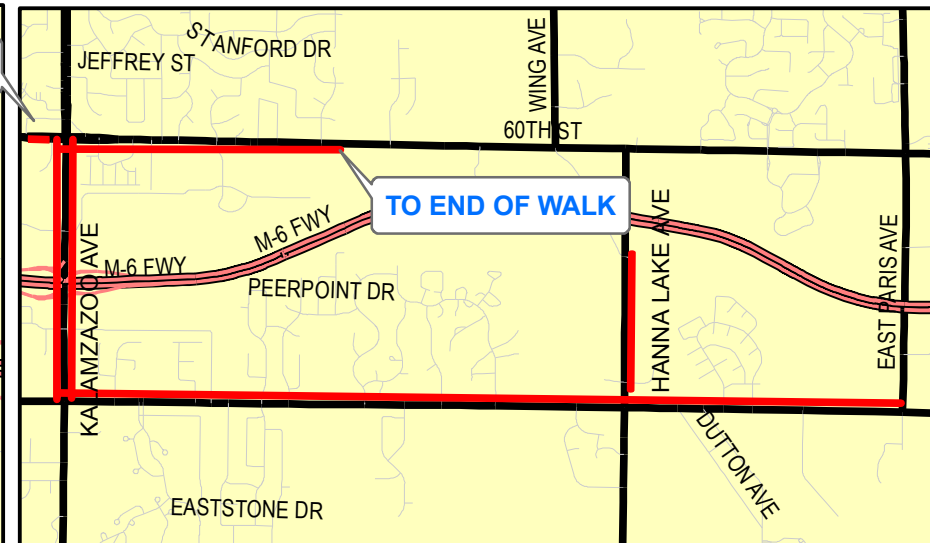 STANFORD DR
JEFFREY ST
WING AVE
60TH ST
TO END OF WALK
M-6 FWY
M-6 FWY
KALAMZAZOO AVE
PEERPOINT DR
HANNA LAKE AVE
EAST PARIS AVE
DUTTON AVE
EASTSTONE DR